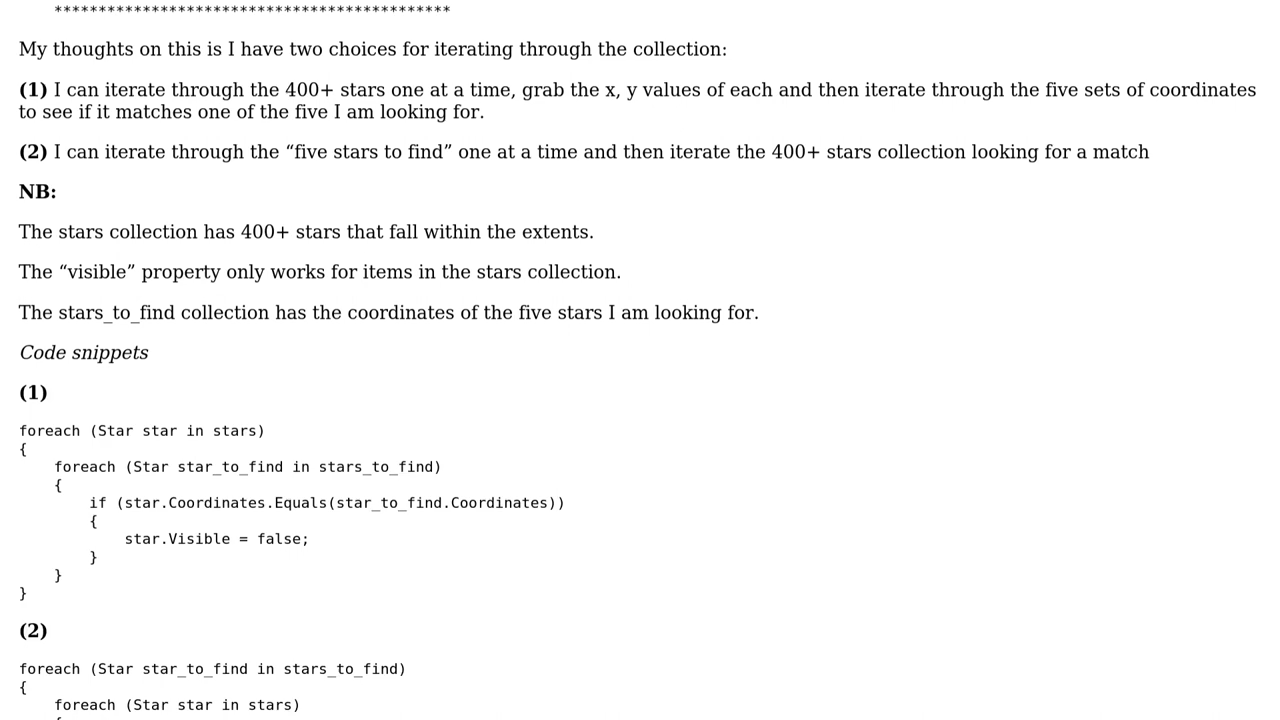 *********************************************
My thoughts on this is I have two choices for iterating through the collection:
(1) I can iterate through the 400+ stars one at a time, grab the x, y values of each and then iterate through the five sets of coordinates
to see if it matches one of the five I am looking for.
(2) I can iterate through the “five stars to find” one at a time and then iterate the 400+ stars collection looking for a match
NB:
The stars collection has 400+ stars that fall within the extents.
The “visible” property only works for items in the stars collection.
The stars_to_find collection has the coordinates of the five stars I am looking for.
Code snippets
(1)
foreach (Star star in stars)
{
    foreach (Star star_to_find in stars_to_find)
    {
        if (star.Coordinates.Equals(star_to_find.Coordinates))
        {
            star.Visible = false;
        }
    }
}
(2)
foreach (Star star_to_find in stars_to_find)
{
    foreach (Star star in stars)
    {